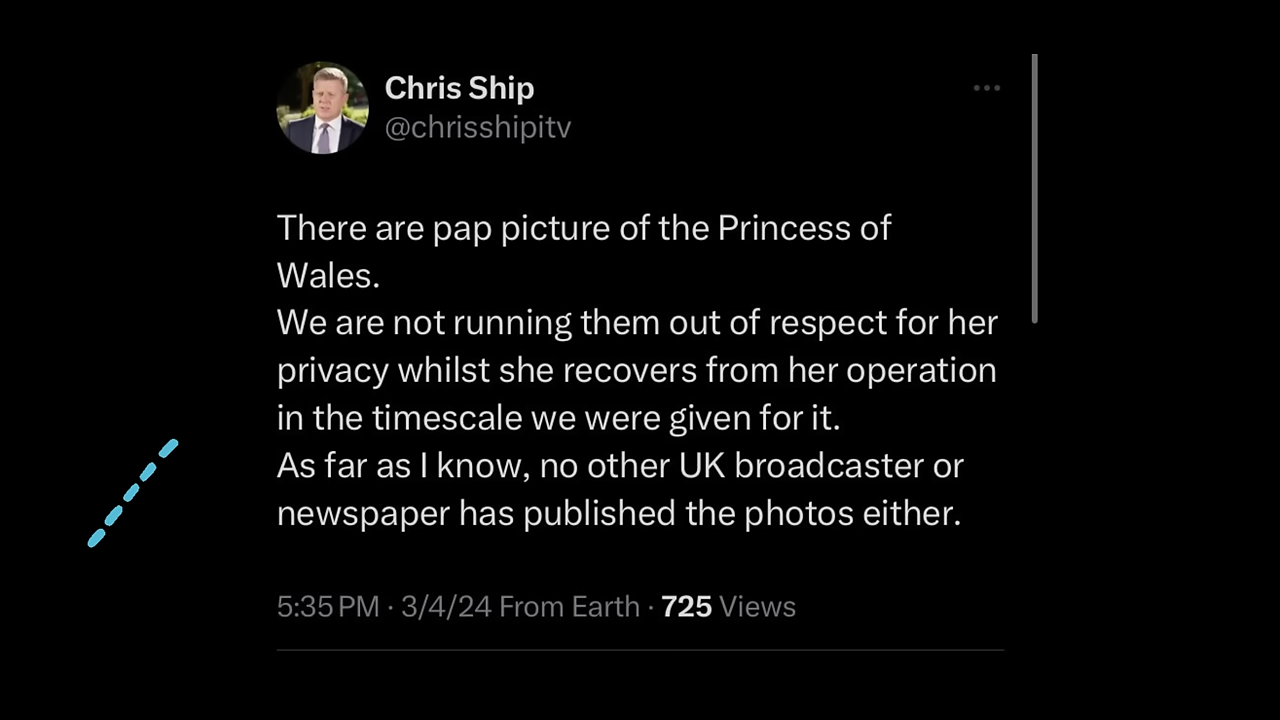 Chris Ship
@chrisshipitv
There are pap picture of the Princess of
Wales.
We are not running them out of respect for her
privacy whilst she recovers from her operation
in the timescale we were given for it.
As far as I know, no other UK broadcaster or
newspaper has published the photos either.
5:35 PM · 3/4/24 From Earth · 725 Views